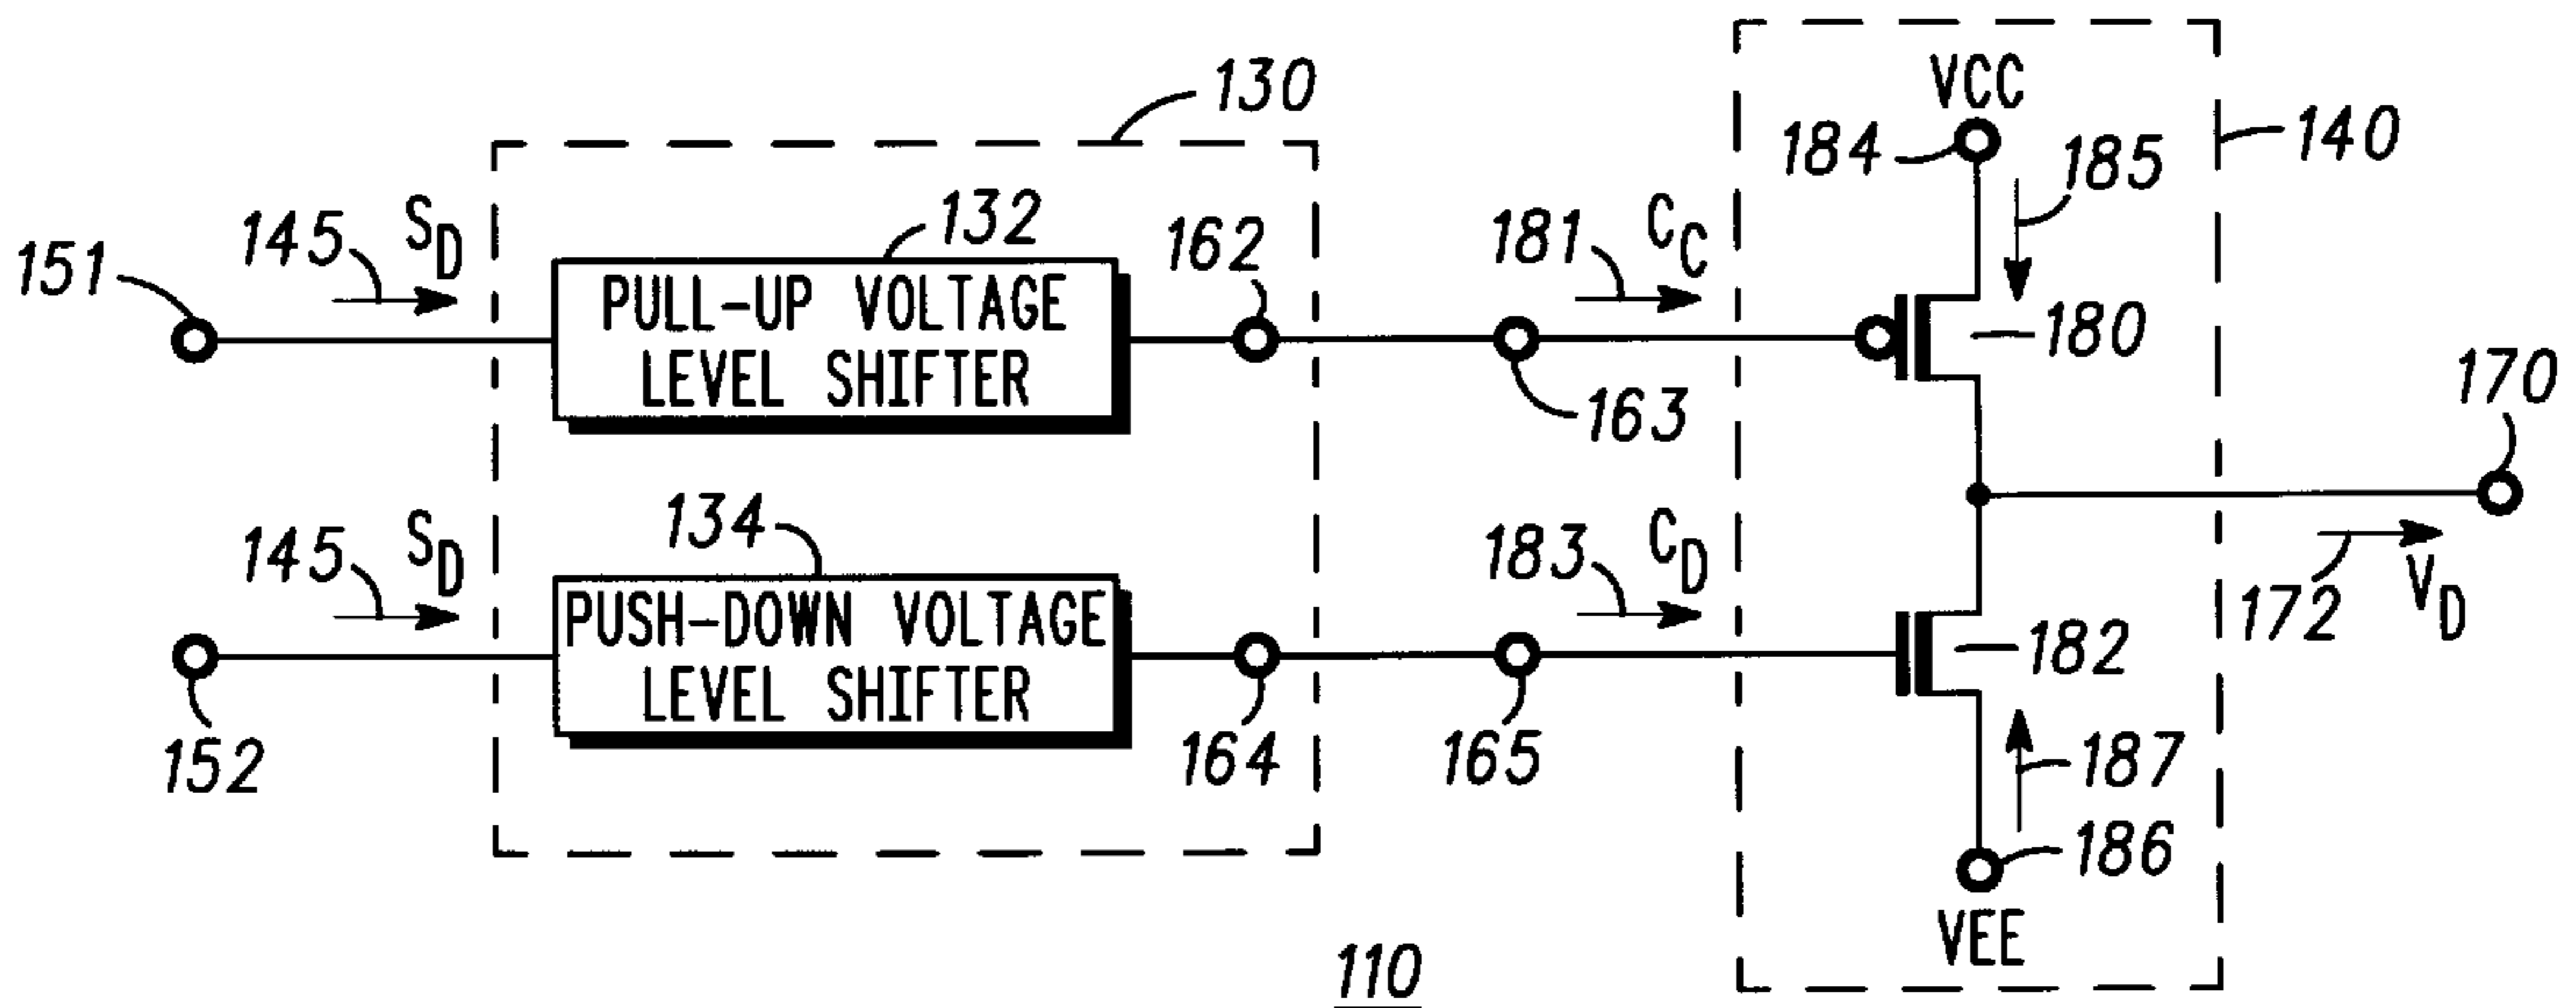 130
VCC
184
185
140
151
145
S_D
132
162
181
C_C
PULL-UP VOLTAGE
LEVEL SHIFTER
163
180
170
145
S_D
134
183
C_D
172
V_D
PUSH-DOWN VOLTAGE
LEVEL SHIFTER
182
152
164
165
187
186
VEE
110